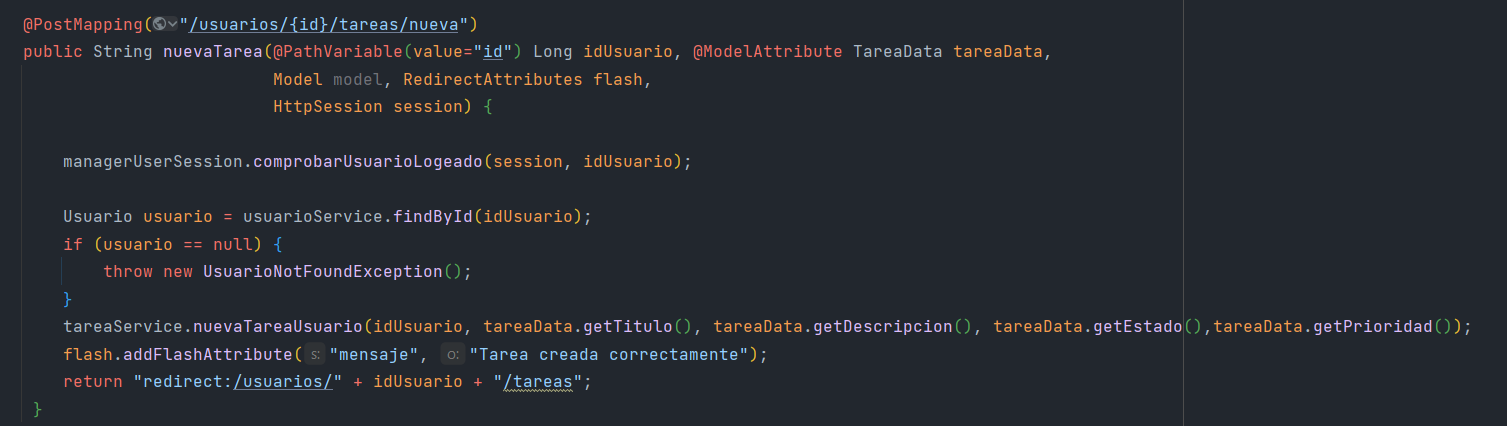 @PostMapping("/usuarios/{id}/tareas/nueva")
public String nuevaTarea(@PathVariable(value="id") Long idUsuario, @ModelAttribute TareaData tareaData,
                         Model model, RedirectAttributes flash,
                         HttpSession session) {

    managerUserSession.comprobarUsuarioLogeado(session, idUsuario);

    Usuario usuario = usuarioService.findById(idUsuario);
    if (usuario == null) {
        throw new UsuarioNotFoundException();
    }
    tareaService.nuevaTareaUsuario(idUsuario, tareaData.getTitulo(), tareaData.getDescripcion(), tareaData.getEstado(),tareaData.getPrioridad());
    flash.addFlashAttribute( s: "mensaje", o: "Tarea creada correctamente");
    return "redirect:/usuarios/" + idUsuario + "/tareas";
 }